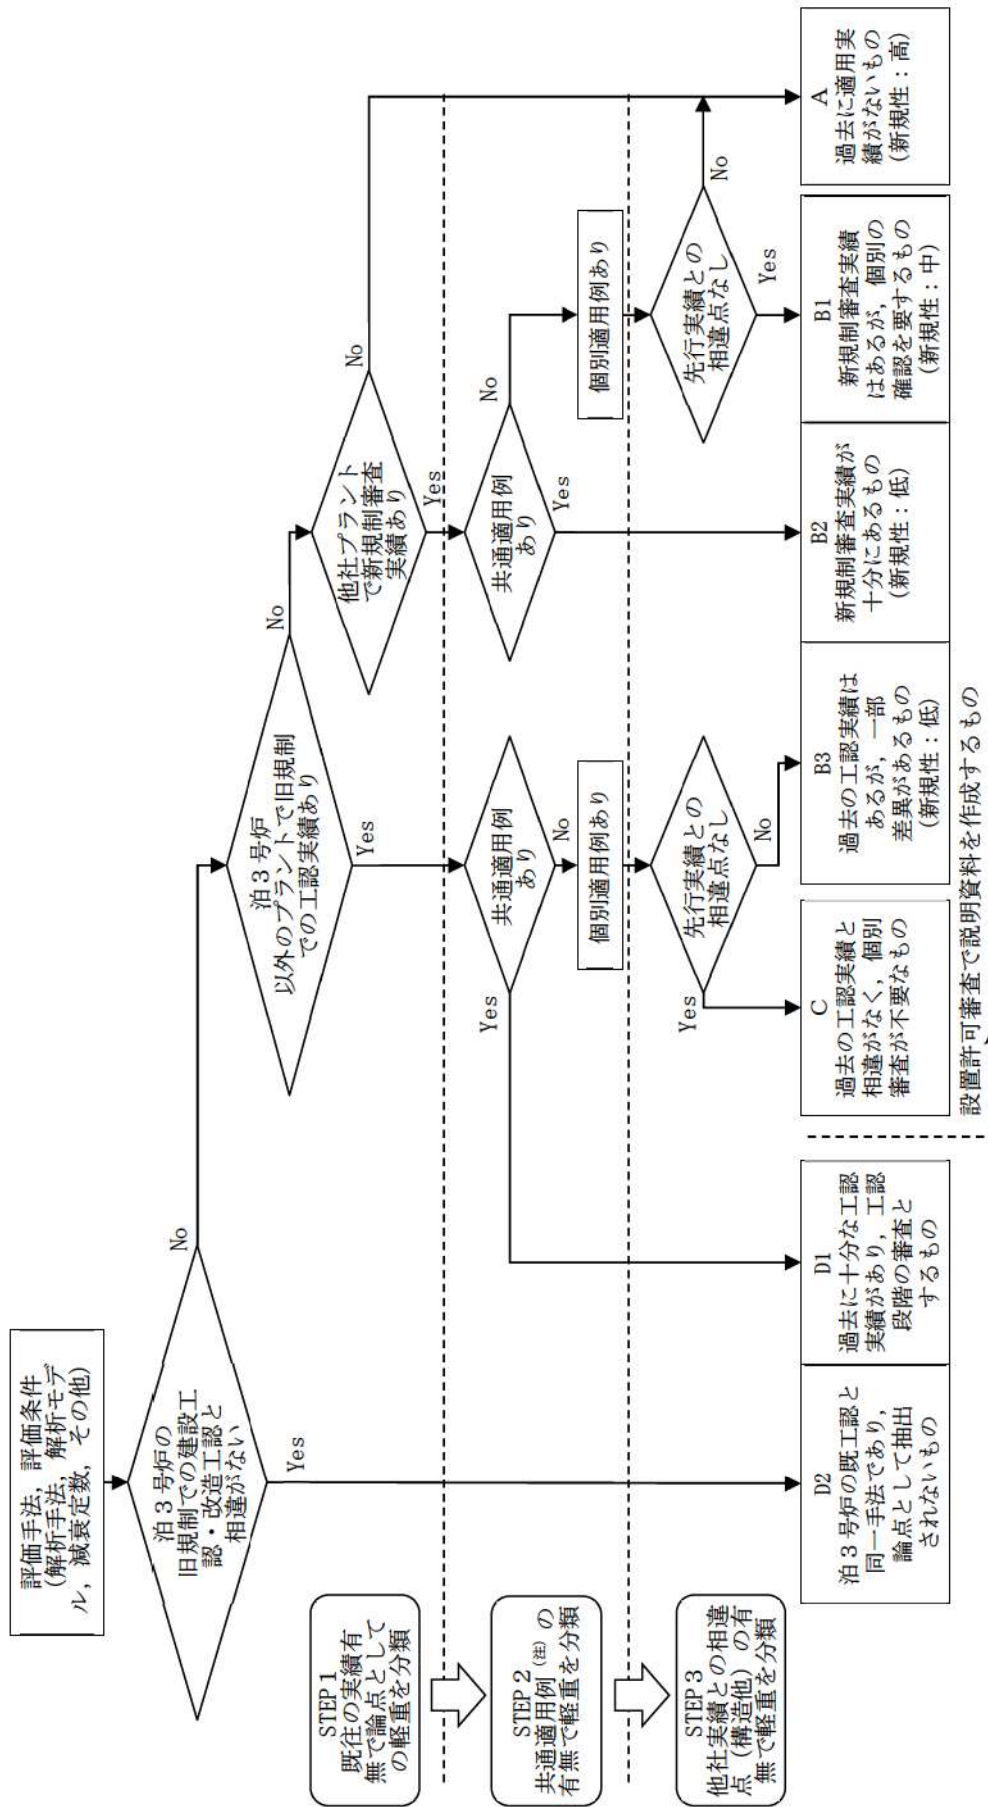 評価手法，評価条件
(解析手法，解析モデ
ル，減衰定数，その他)
STEP 1
既往の実績有
無で論点として
の軽重を分類
泊３号炉の
旧規制での建設工
認・改造工認と
相違がない
No
Yes
泊３号炉
以外のプラントで旧規制
での工認実績あり
No
Yes
他社プラント
で新規制審査
実績あり
No
Yes
STEP 2
共通適用例(注)の
有無で軽重を分類
共通適用例
あり
Yes
No
個別適用例あり
共通適用例
あり
No
Yes
個別適用例あり
STEP 3
他社実績との相違
点（構造他）の有
無で軽重を分類
先行実績との
相違点なし
Yes
No
先行実績との
相違点なし
No
Yes
D2
泊３号炉の既工認と
同一手法であり，
論点として抽出
されないもの
D1
過去に十分な工認
実績があり，工認
段階の審査と
するもの
C
過去の工認実績と
相違がなく，個別
審査が不要なもの
B3
過去の工認実績は
あるが，一部
差異があるもの
(新規性：低)
B2
新規制審査実績が
十分にあるもの
(新規性：低)
B1
新規制審査実績
はあるが，個別の
確認を要するもの
(新規性：中)
A
過去に適用実
績がないもの
(新規性：高)
設置許可審査で説明資料を作成するもの